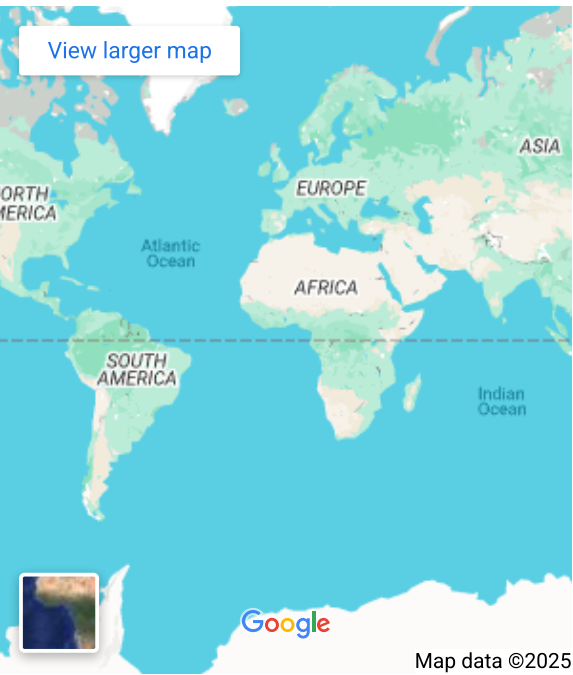 View larger map
ASIA
EUROPE
ORTH
MERICA
Atlantic
Ocean
AFRICA
SOUTH
AMERICA
Indian
Ocean
Google
Map data ©2025